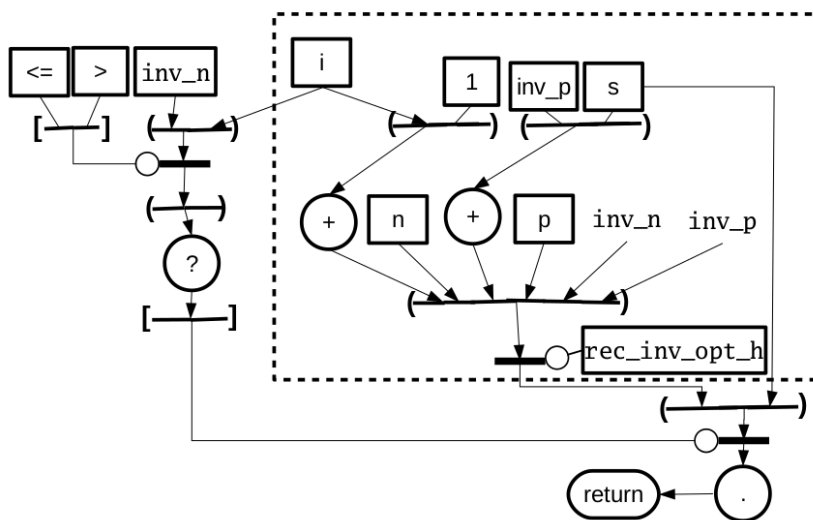 <= > inv_n i 1 inv_p s
[ ] ( ) ( ) ( )
( ) + n + p inv_n inv_p
?
[ ] ( )
rec_inv_opt_h
( )
return .